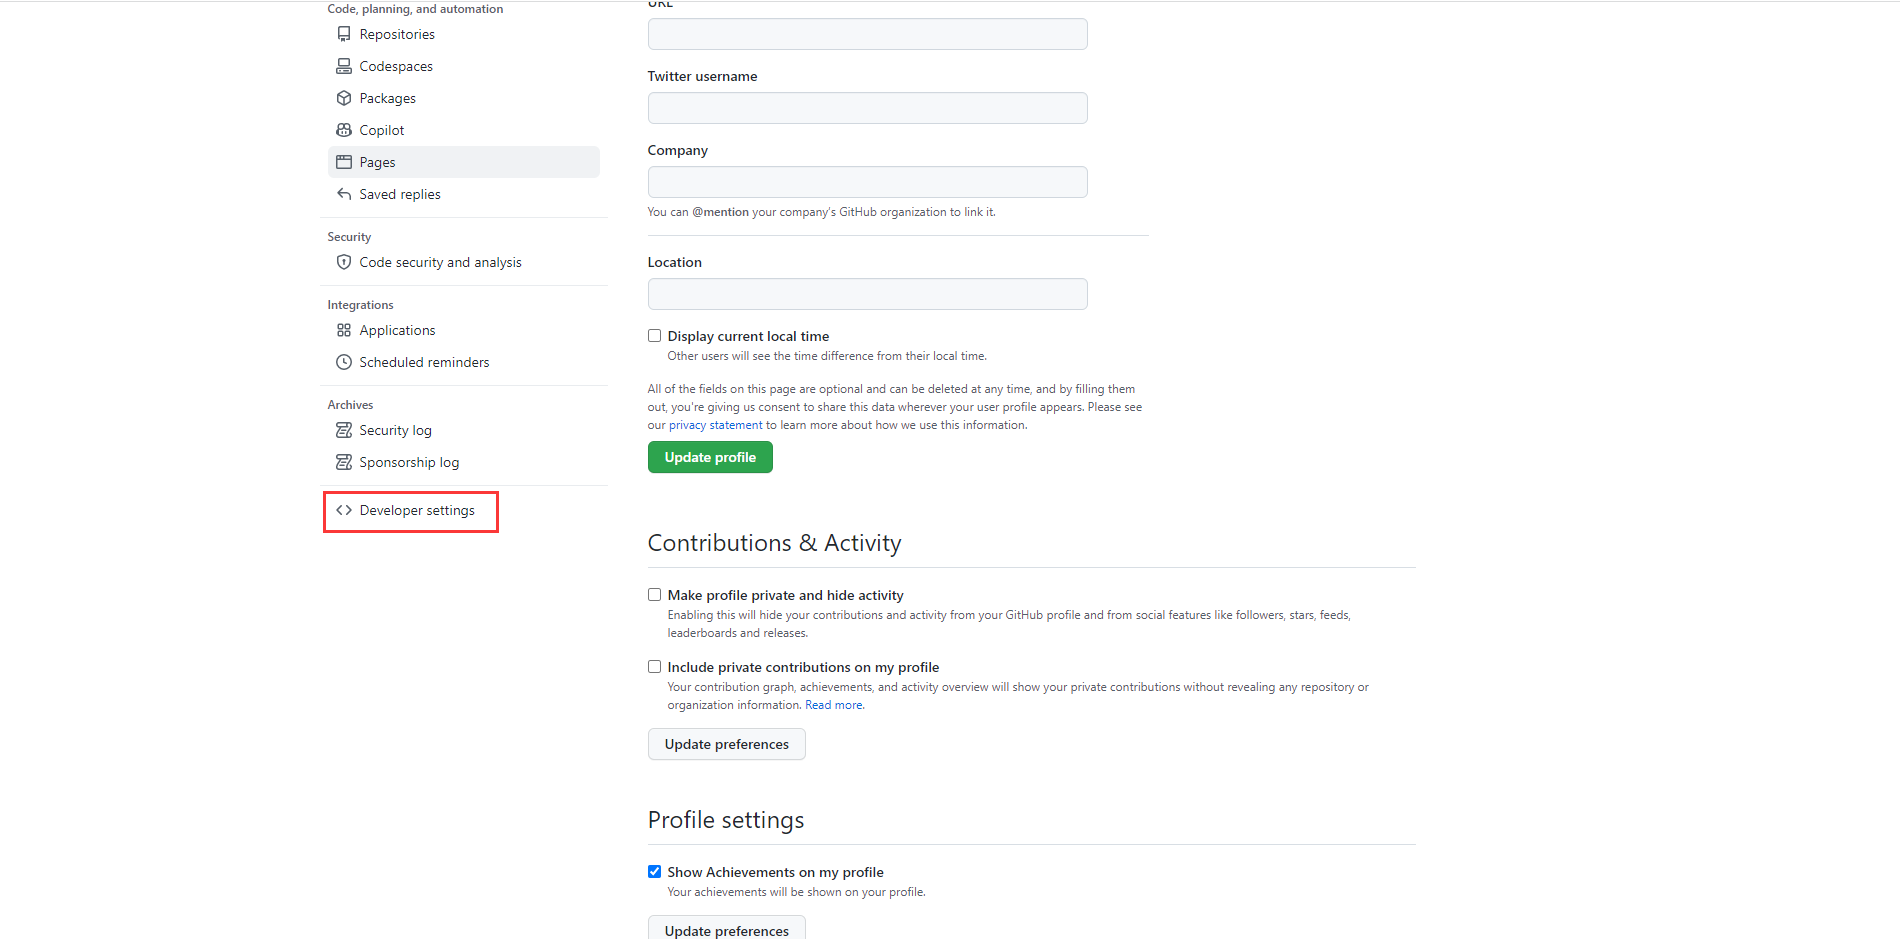 Code, planning, and automation
Repositories
Codespaces
Packages
Copilot
Pages
Saved replies
Security
Code security and analysis
Integrations
Applications
Scheduled reminders
Archives
Security log
Sponsorship log
Developer settings
URL
Twitter username
Company
You can @mention your company's GitHub organization to link it.
Location
Display current local time
Other users will see the time difference from their local time.
All of the fields on this page are optional and can be deleted at any time, and by filling them
out, you're giving us consent to share this data wherever your user profile appears. Please see
our privacy statement to learn more about how we use this information.
Update profile
Contributions & Activity
Make profile private and hide activity
Enabling this will hide your contributions and activity from your GitHub profile and from social features like followers, stars, feeds,
leaderboards and releases.
Include private contributions on my profile
Your contribution graph, achievements, and activity overview will show your private contributions without revealing any repository or
organization information. Read more.
Update preferences
Profile settings
Show Achievements on my profile
Your achievements will be shown on your profile.
Update preferences